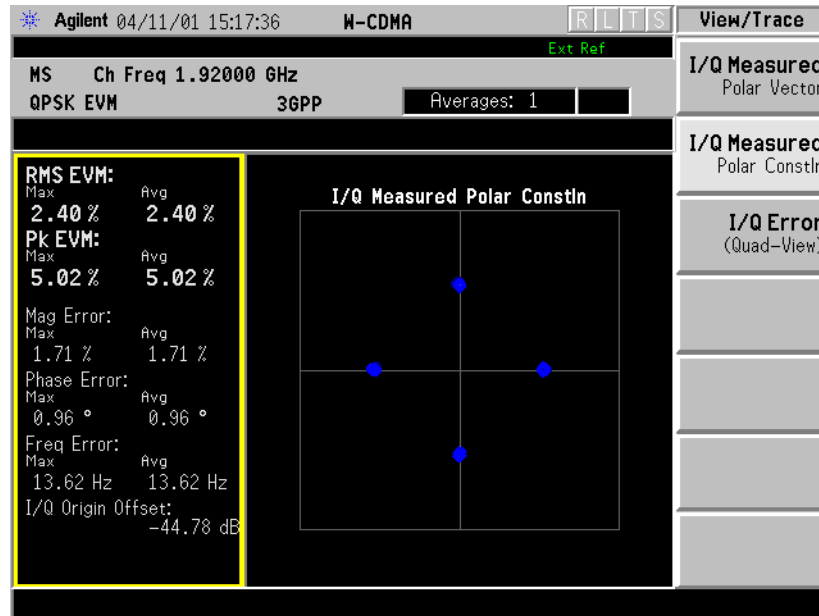 Agilent 04/11/01 15:17:36 W-CDMA R L T S View/Trace
Ext Ref
MS Ch Freq 1.92000 GHz
QPSK EVM 3GPP Averages: 1
I/Q Measured
Polar Vector
I/Q Measured
Polar Constln
I/Q Error
(Quad-View)
RMS EVM:
Max Avg
2.40 % 2.40 %
Pk EVM:
Max Avg
5.02 % 5.02 %
Mag Error:
Max Avg
1.71 % 1.71 %
Phase Error:
Max Avg
0.96 ° 0.96 °
Freq Error:
Max Avg
13.62 Hz 13.62 Hz
I/Q Origin Offset:
-44.78 dB
I/Q Measured Polar Constln